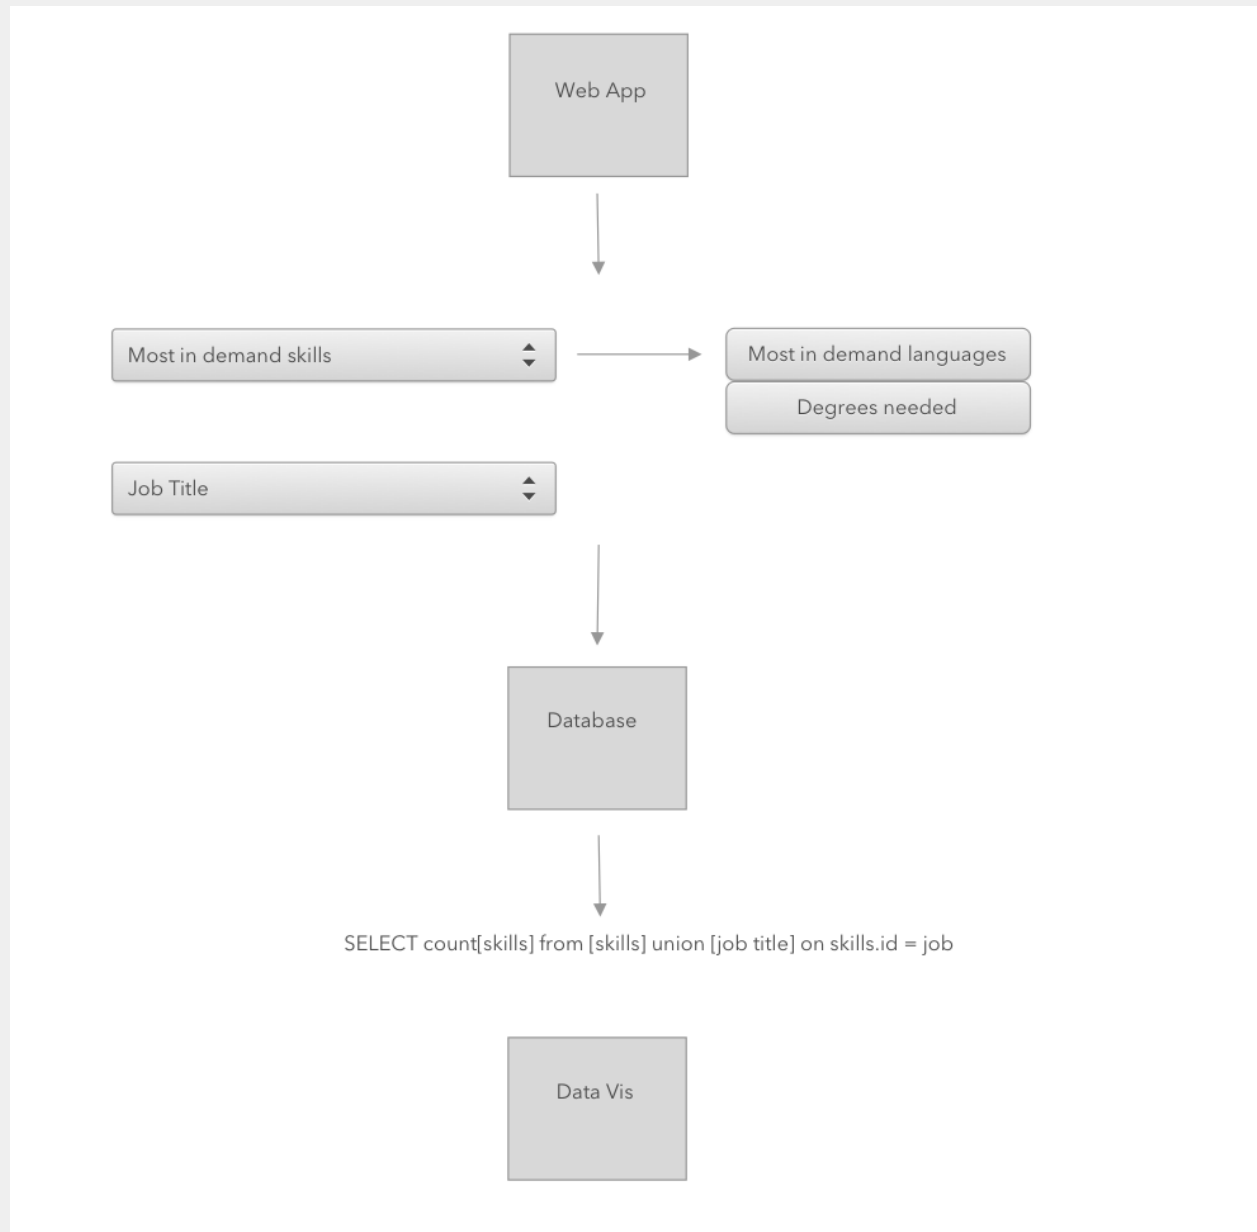 Web App
Most in demand skills
Most in demand languages
Degrees needed
Job Title
Database
SELECT count[skills] from [skills] union [job title] on skills.id = job
Data Vis